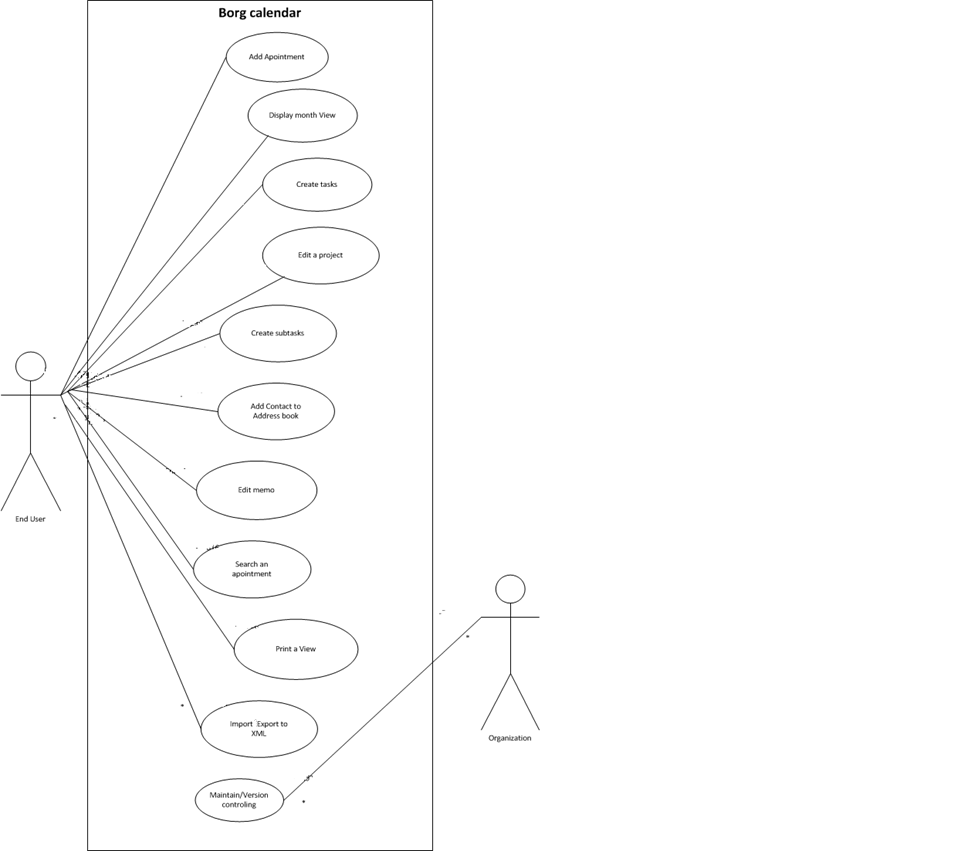 Borg calendar
Add Apointment
Display month View
Create tasks
Edit a project
Create subtasks
Add Contact to
Address book
Edit memo
End User
Search an
apointment
Print a View
Import Export to
XML
Organization
Maintain/Version
controling